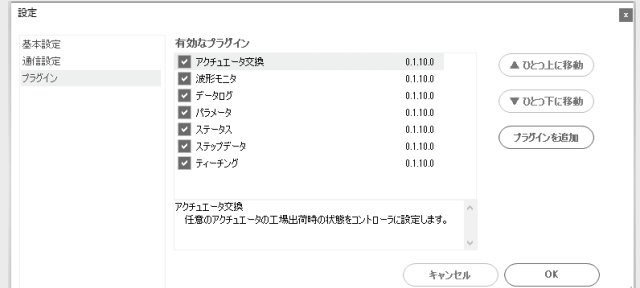 設定
x
基本設定
通信設定
プラグイン
有効なプラグイン
アクチュエータ交換 0.1.10.0
波形モニタ 0.1.10.0
データログ 0.1.10.0
パラメータ 0.1.10.0
ステータス 0.1.10.0
ステップデータ 0.1.10.0
ティーチング 0.1.10.0
▲ ひとつ上に移動
▼ ひとつ下に移動
プラグインを追加
アクチュエータ交換
任意のアクチュエータの工場出荷時の状態をコントローラに設定します。
キャンセル
OK